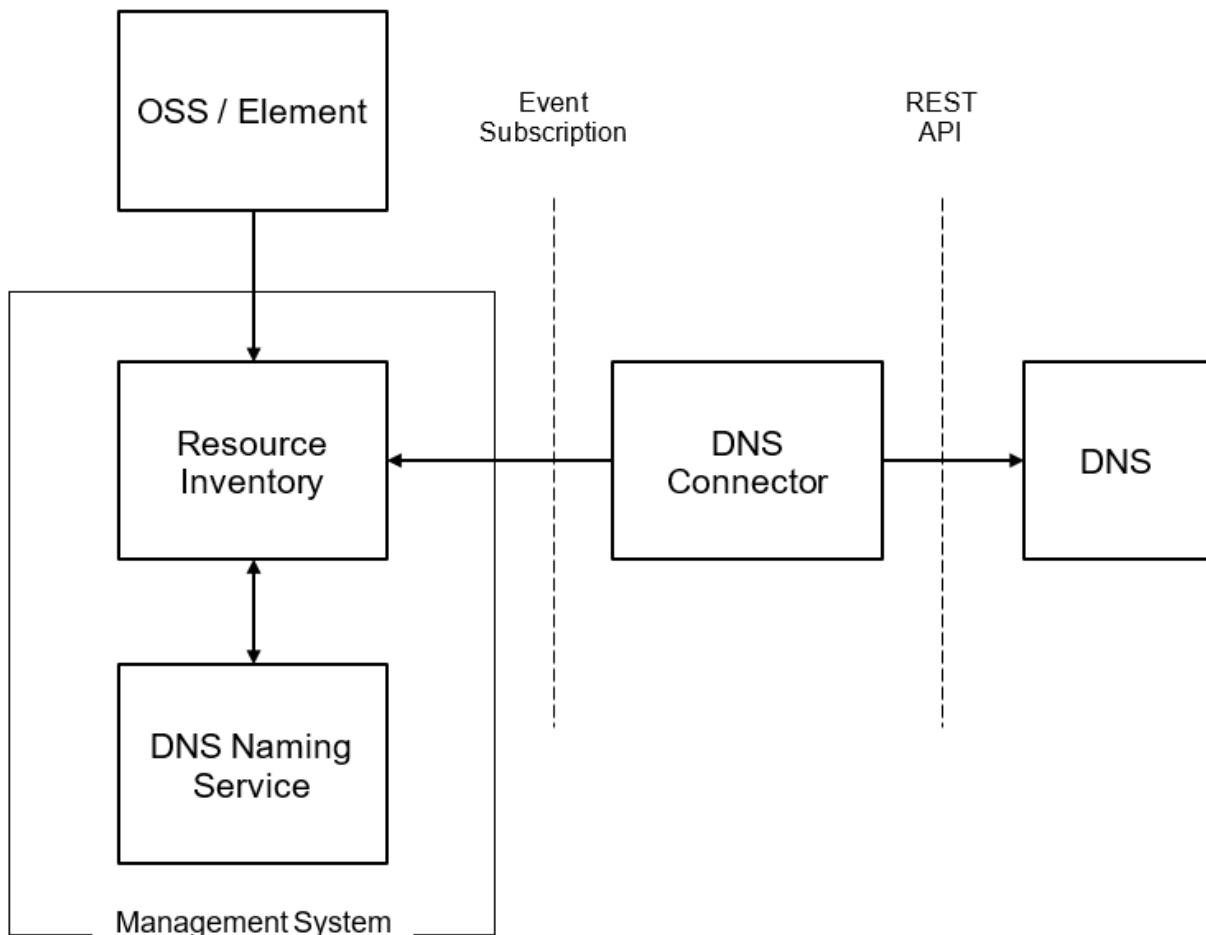 OSS / Element
Event
Subscription
REST
API
Resource
Inventory
DNS
Connector
DNS
DNS Naming
Service
Management System